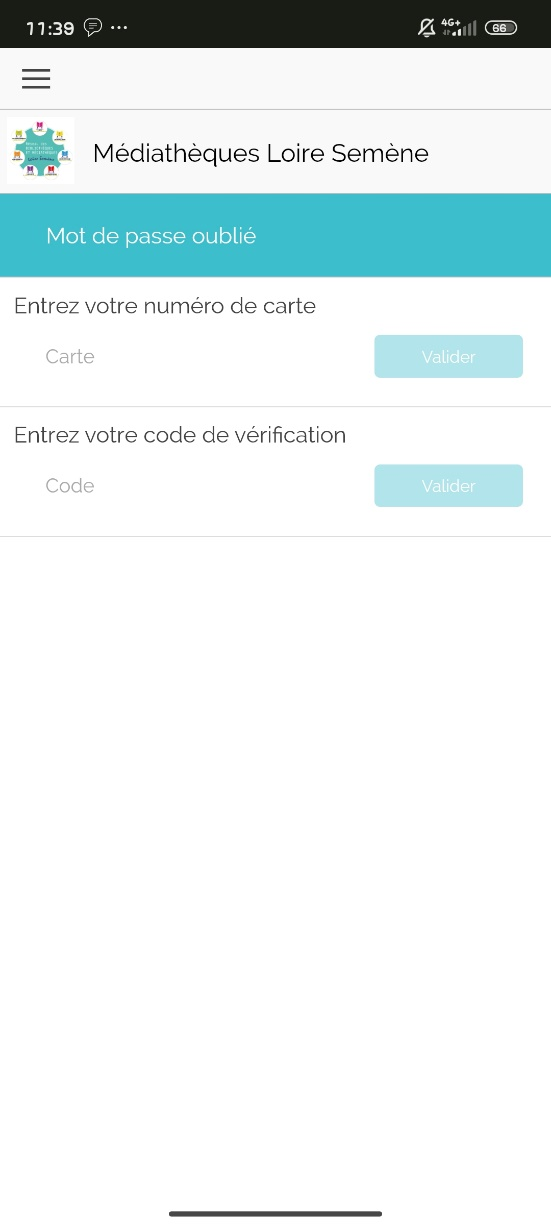 11:39
4G+
66
Médiathèques Loire Semène
Mot de passe oublié
Entrez votre numéro de carte
Carte
Valider
Entrez votre code de vérification
Code
Valider